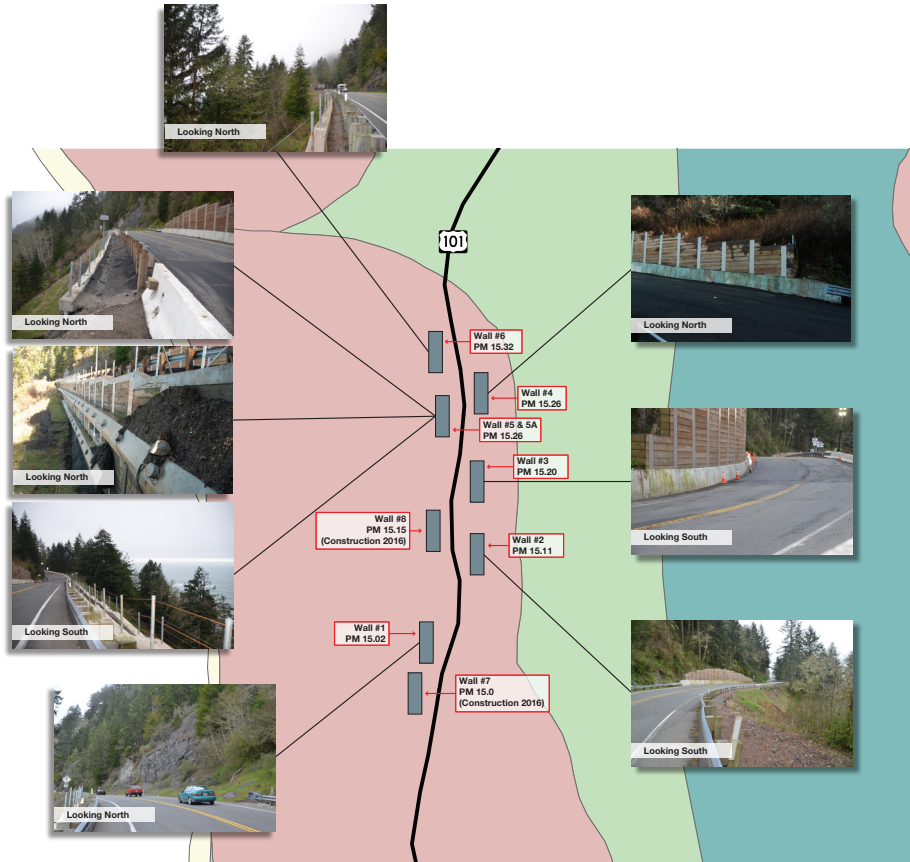 Looking North
Looking North
101
Looking North
Wall #6
PM 15.32
Wall #4
PM 15.26
Wall #5 & 5A
PM 15.26
Looking North
Wall #3
PM 15.20
Looking South
Wall #8
PM 15.15
(Construction 2016)
Wall #2
PM 15.11
Looking South
Wall #1
PM 15.02
Wall #7
PM 15.0
(Construction 2016)
Looking South
Looking North